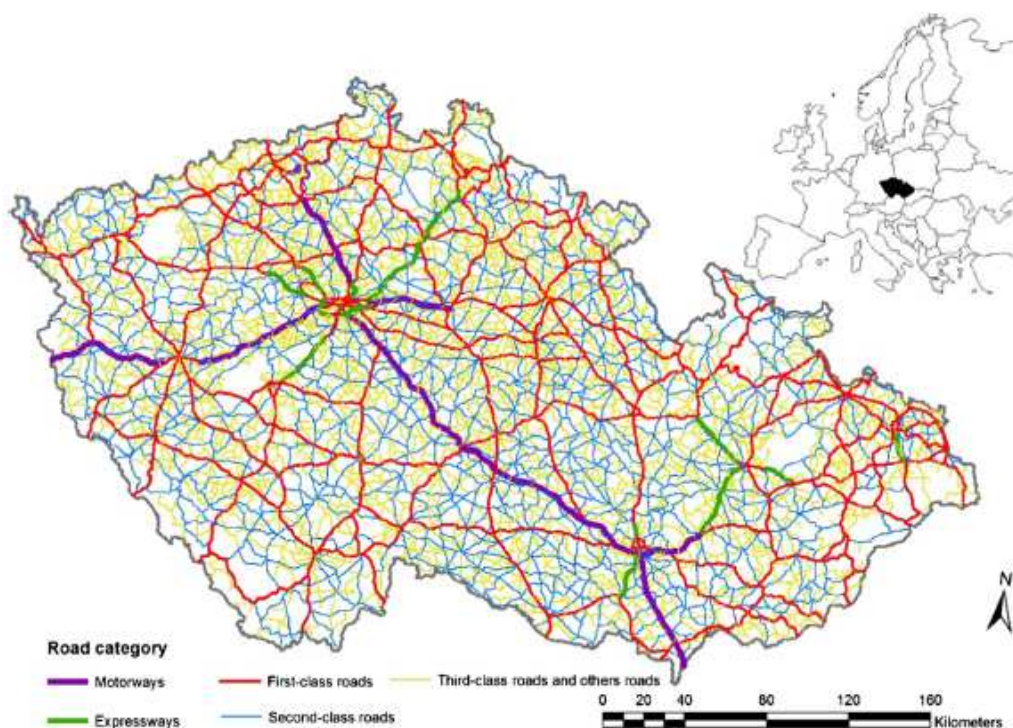 N
Road category
Motorways
First-class roads
Third-class roads and others roads
Expressways
Second-class roads
0 20 40 80 120 160
Kilometers